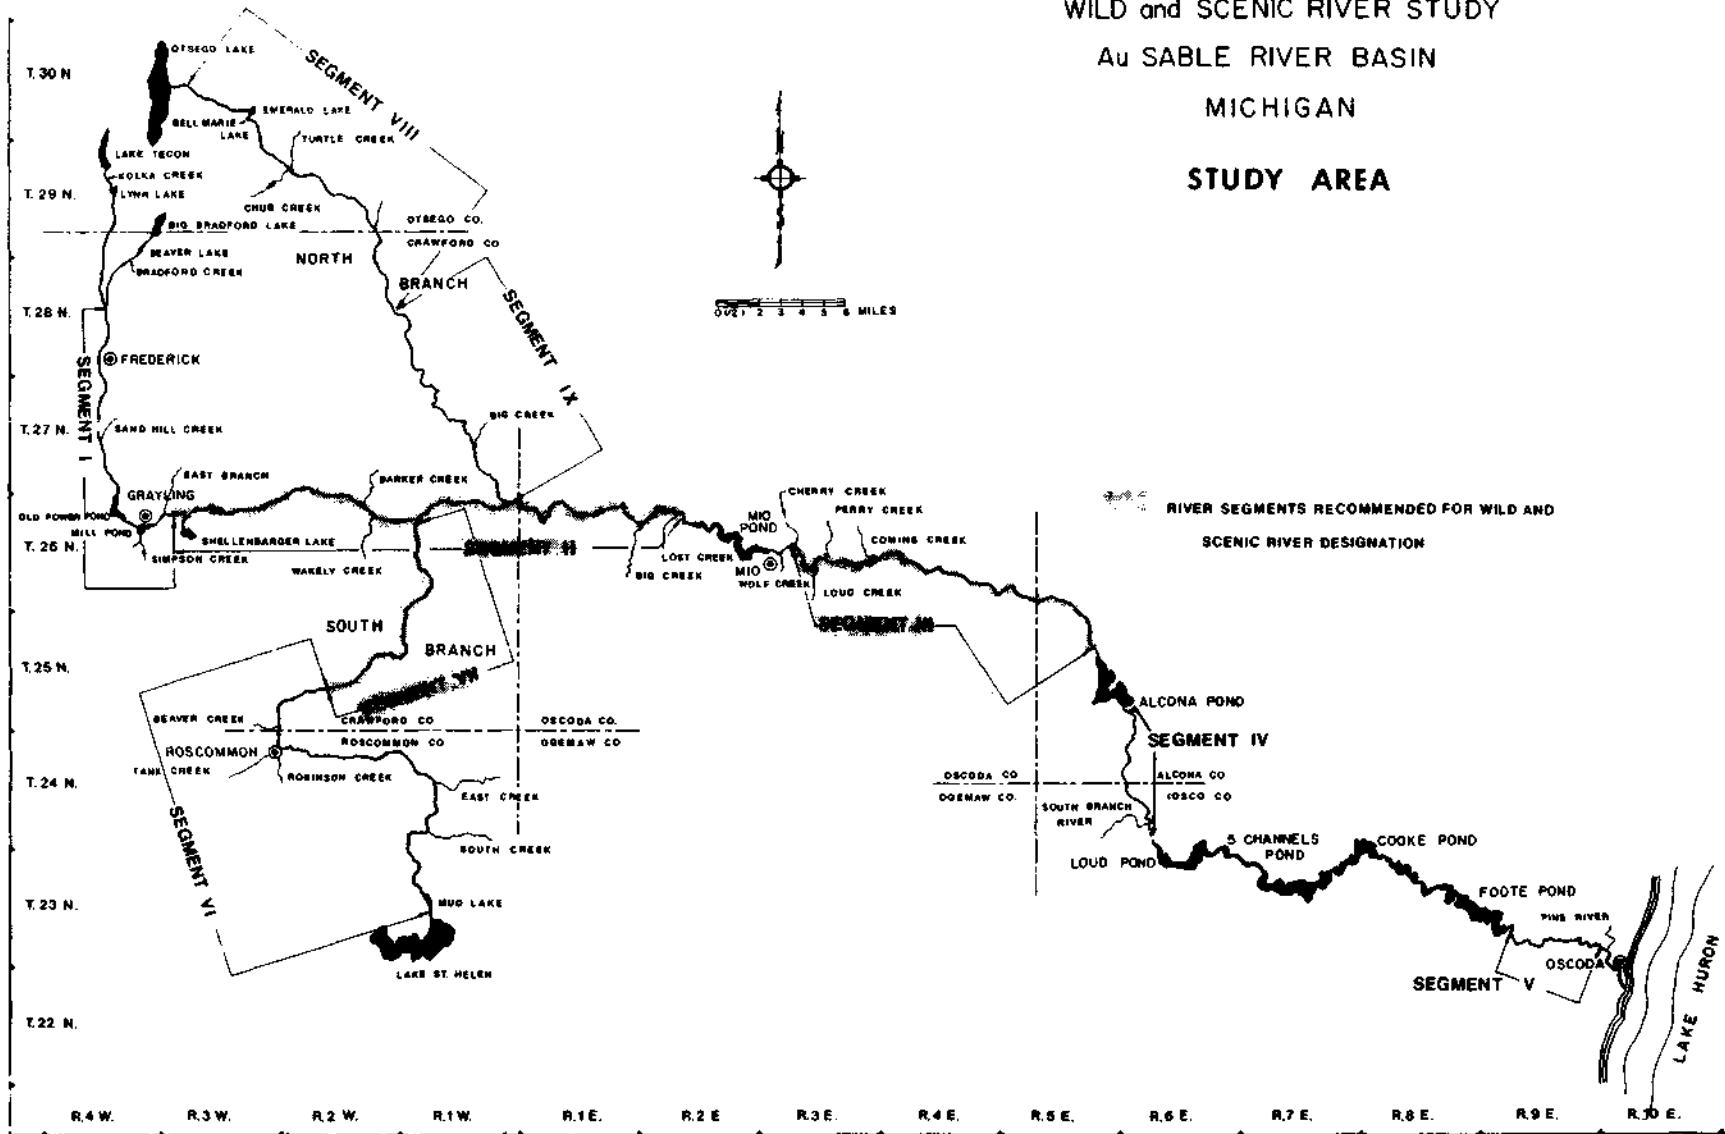 WILD and SCENIC RIVER STUDY
Au SABLE RIVER BASIN
MICHIGAN
STUDY AREA
T.30 N
OTSEGO LAKE
SEGMENT VIII
EMERALD LAKE
BELL MARIE
LAKE
TURTLE CREEK
LAKE TECON
KOLKA CREEK
LYNN LAKE
T.29 N.
CHUB CREEK
BIG BRADFORD LAKE
OTSEGO CO.
CRAWFORD CO
BEAVER LAKE
BRADFORD CREEK
NORTH
BRANCH
T.28 N.
SEGMENT IX
MILES
SEGMENT I
FREDERICK
T.27 N.
SAND HILL CREEK
BIG CREEK
EAST BRANCH
BARKER CREEK
GRAYLING
OLD POWER POND
MILL POND
T.26 N.
SHELLENBARGER LAKE
SIMPSON CREEK
WAKELY CREEK
SEGMENT II
LOST CREEK
BIG CREEK
MIO
POND
MIO
CHERRY CREEK
PERRY CREEK
COMINS CREEK
WOLF CREEK
LOUD CREEK
SEGMENT III
RIVER SEGMENTS RECOMMENDED FOR WILD AND
SCENIC RIVER DESIGNATION
SOUTH
BRANCH
T.25 N.
SEGMENT VII
BEAVER CREEK
CRAWFORD CO
ROSCOMMON CO
OSCODA CO.
OGEMAW CO
ROSCOMMON
TANK CREEK
ROBINSON CREEK
T.24 N.
EAST CREEK
SEGMENT VI
SOUTH CREEK
T.23 N.
MUD LAKE
LAKE ST. HELEN
T.22 N.
ALCONA POND
SEGMENT IV
OSCODA CO
OGEMAW CO.
ALCONA CO
IOSCO CO
SOUTH BRANCH
RIVER
LOUD POND
5 CHANNELS
POND
COOKE POND
FOOTE POND
PINE RIVER
OSCODA
SEGMENT V
LAKE HURON
R.4 W. R.3 W. R.2 W. R.1 W. R.1 E. R.2 E R.3 E. R.4 E. R.5 E. R.6 E. R.7 E. R.8 E. R.9 E. R.10 E.